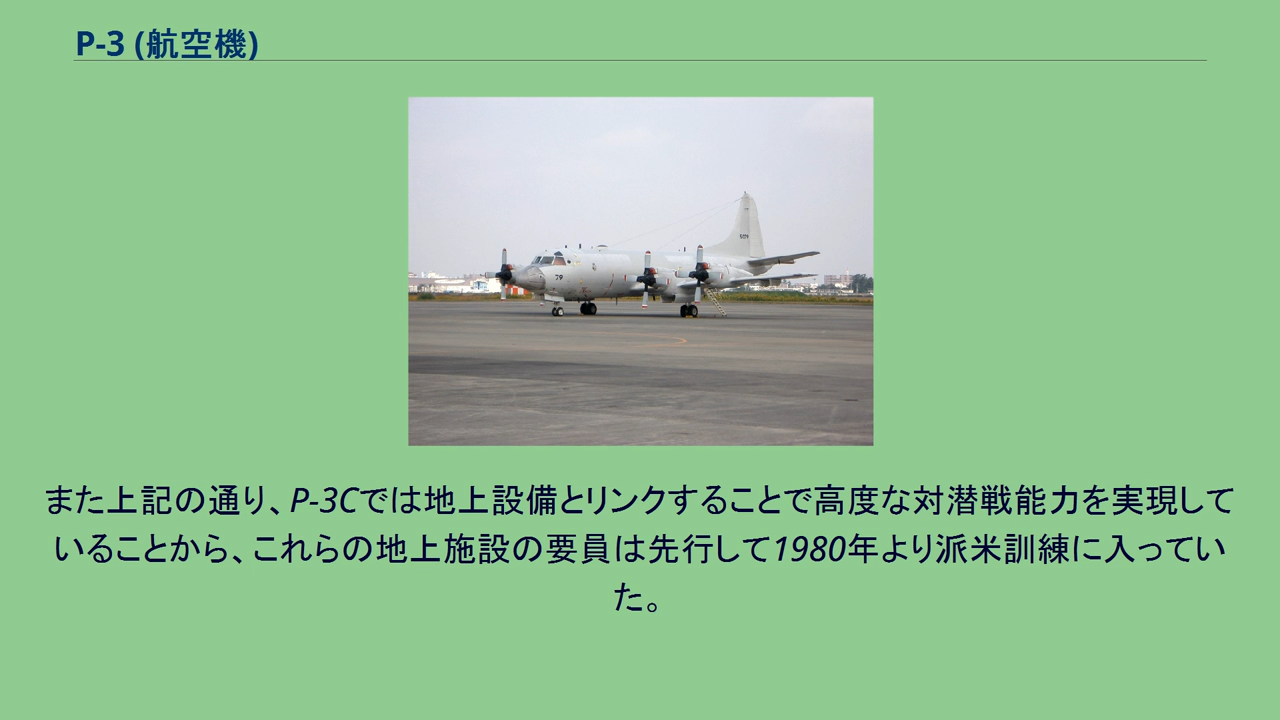 P-3 (航空機)
79
また上記の通り、P-3Cでは地上設備とリンクすることで高度な対潜戦能力を実現して
いることから、これらの地上施設の要員は先行して1980年より派米訓練に入ってい
た。